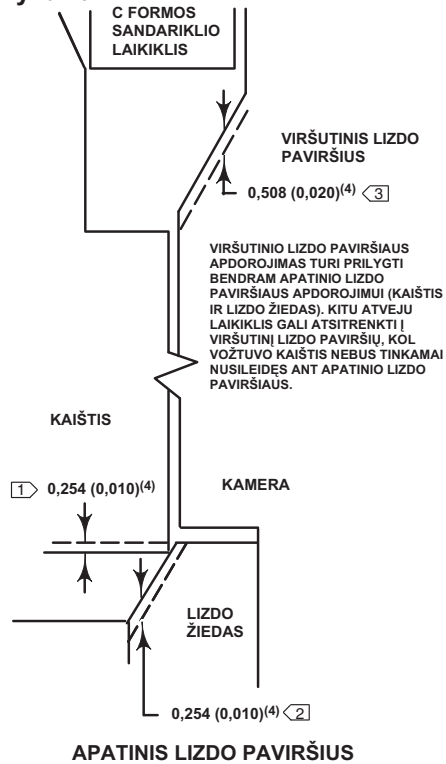 C FORMOS
SANDARIKLIO
LAIKIKLIS
VIRŠUTINIS LIZDO
PAVIRŠIUS
0,508 (0,020)(4) 3
VIRŠUTINIO LIZDO PAVIRŠIAUS
APDOROJIMAS TURI PRILYGTI
BENDRAM APATINIO LIZDO
PAVIRŠIAUS APDOROJIMUI (KAIŠTIS
IR LIZDO ŽIEDAS). KITU ATVEJU
LAIKIKLIS GALI ATSITRENKTI Į
VIRŠUTINĮ LIZDO PAVIRŠIŲ, KOL
VOŽTUVO KAIŠTIS NEBUS TINKAMAI
NUSILEIDĘS ANT APATINIO LIZDO
PAVIRŠIAUS.
KAIŠTIS
1 0,254 (0,010)(4)
KAMERA
LIZDO
ŽIEDAS
0,254 (0,010)(4) 2
APATINIS LIZDO PAVIRŠIUS